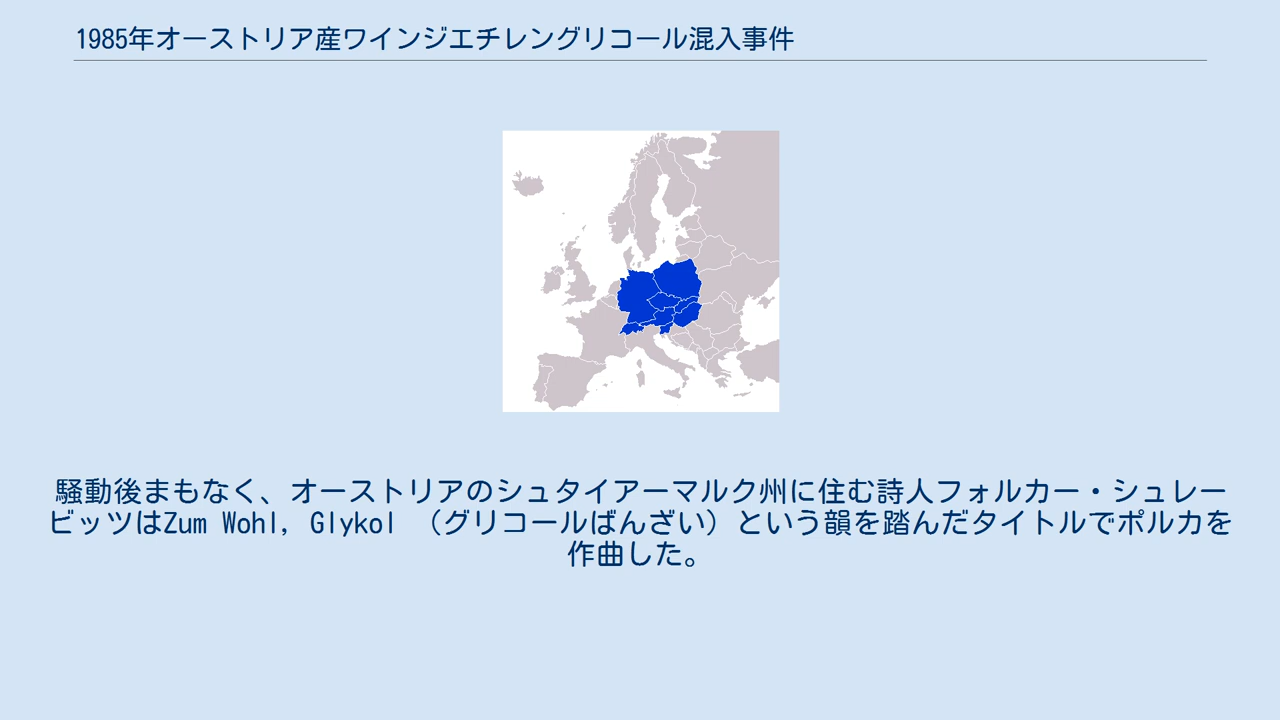 1985年オーストリア産ワインジエチレングリコール混入事件
騒動後まもなく、オーストリアのシュタイアーマルク州に住む詩人フォルカー・シュレー
ビッツはZum Wohl, Glykol （グリコールばんざい）という韻を踏んだタイトルでポルカを
作曲した。